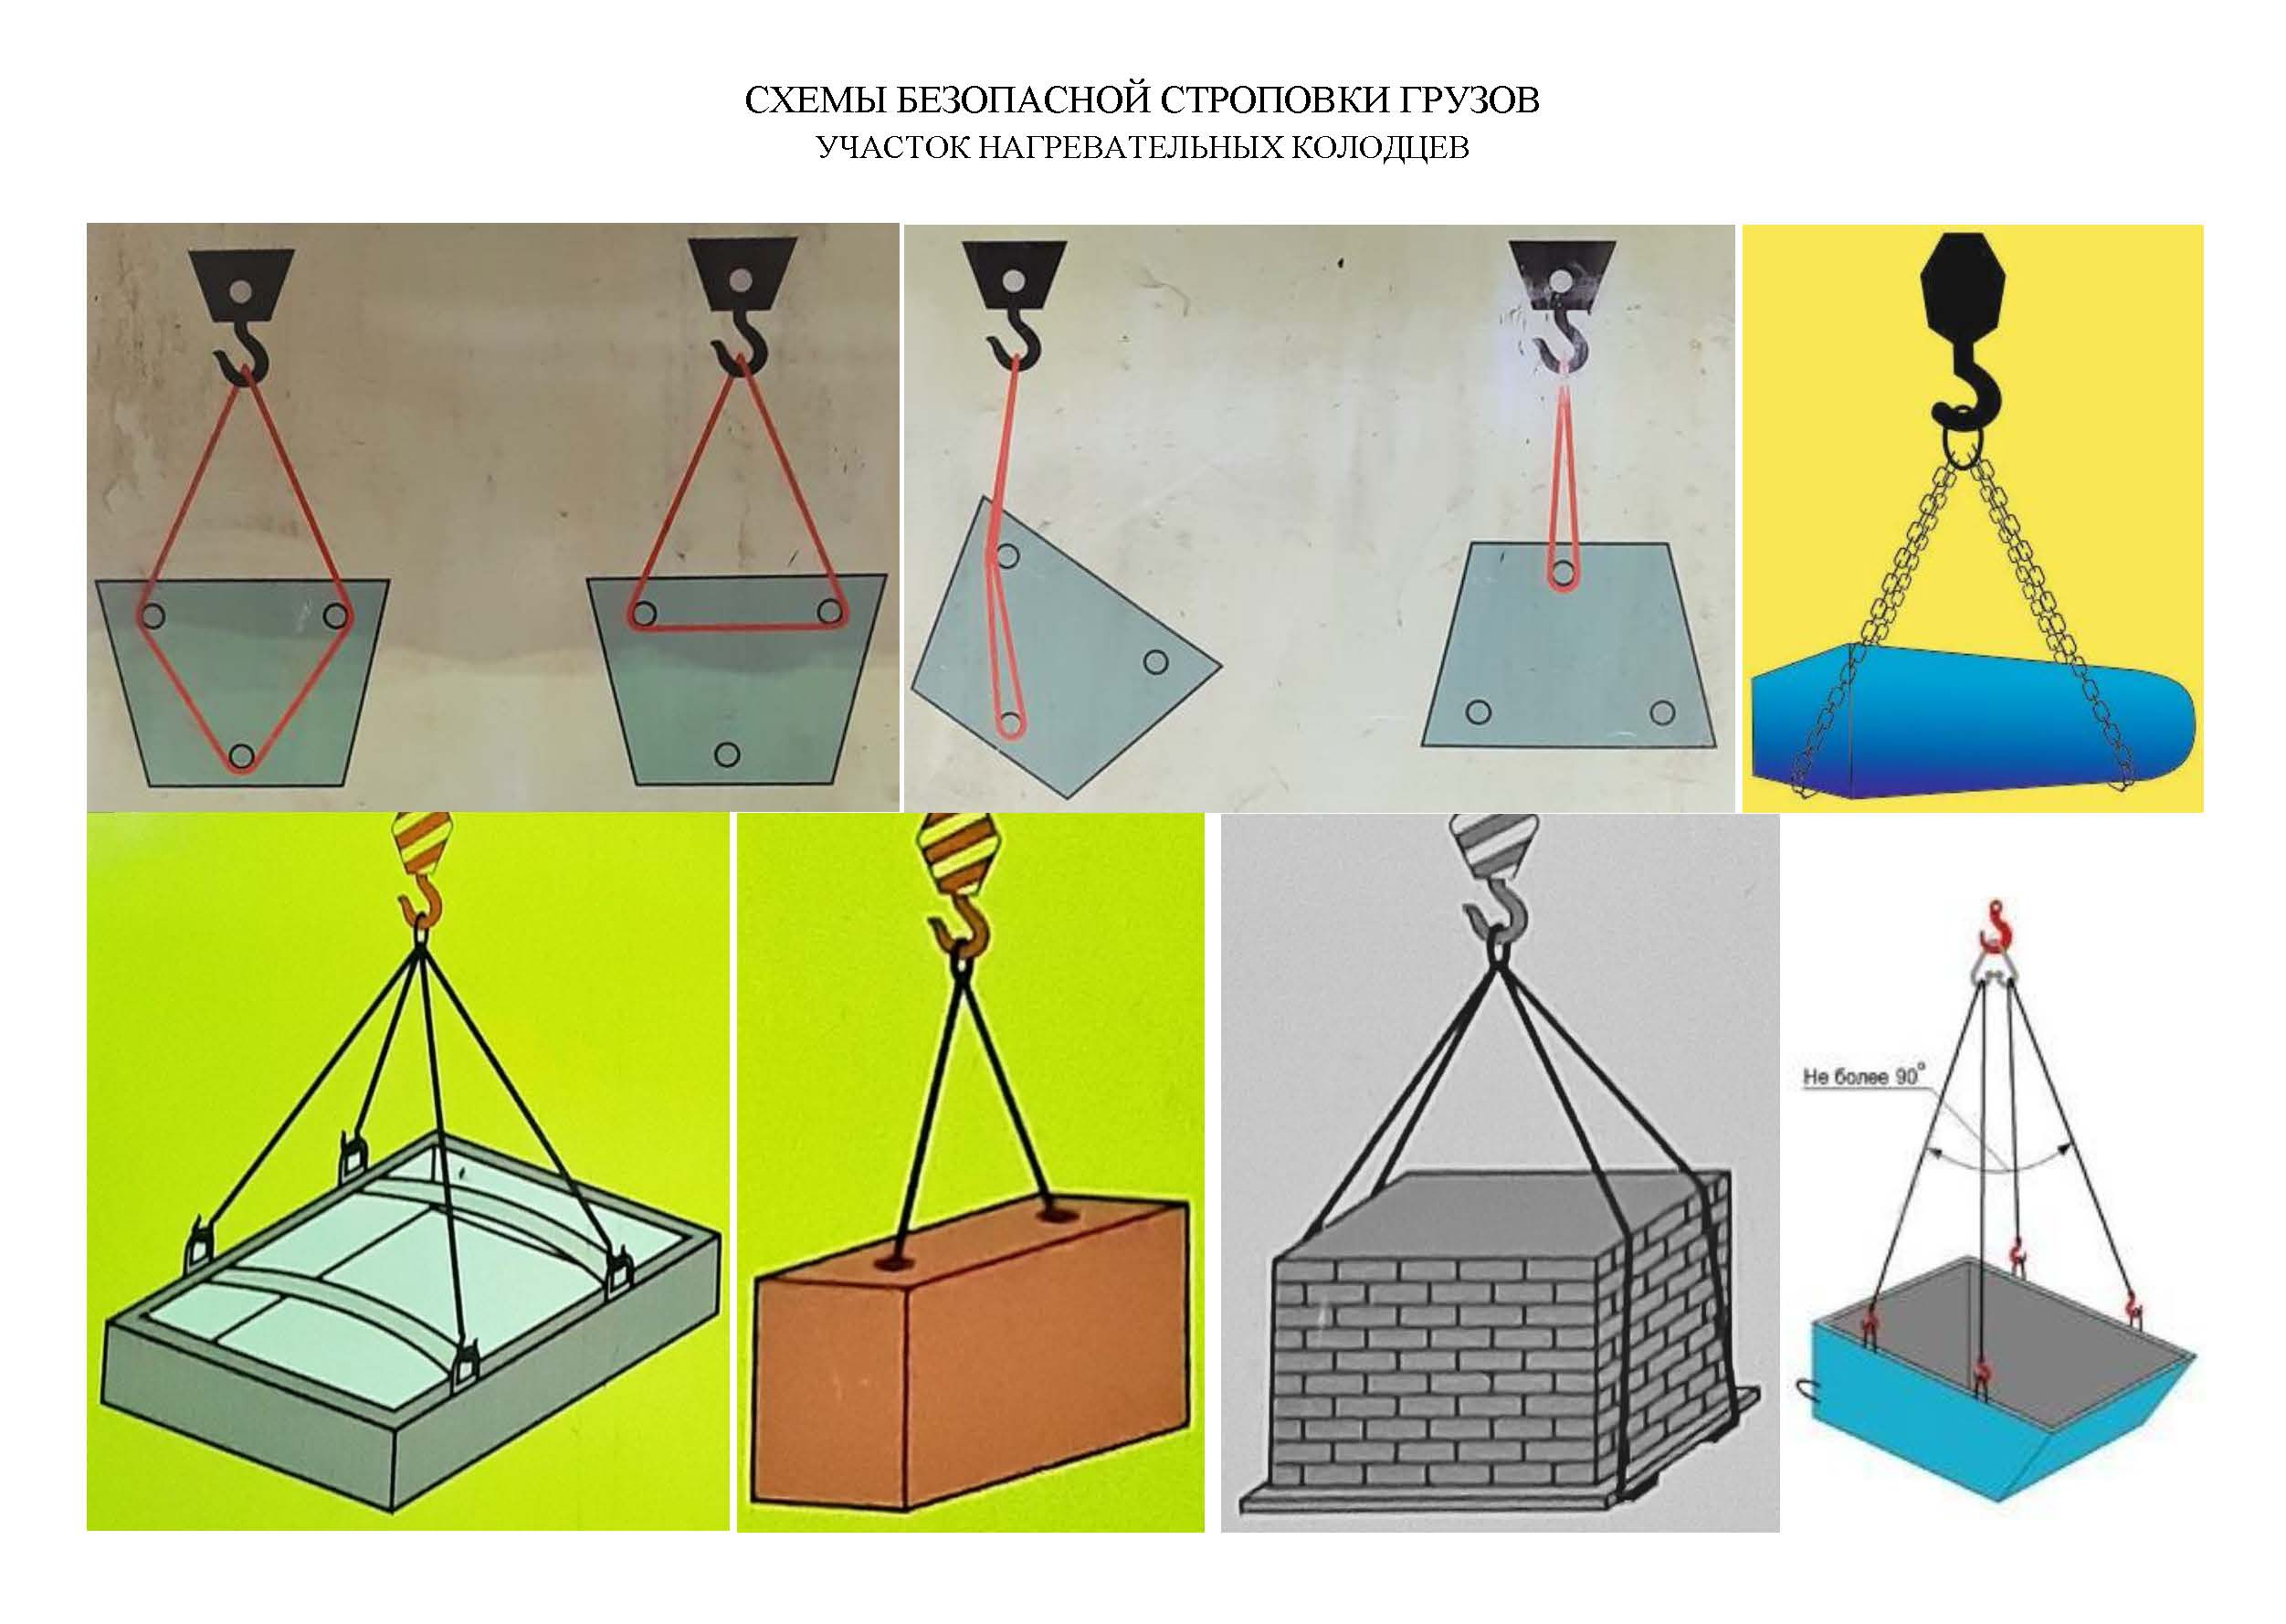 СХЕМЫ БЕЗОПАСНОЙ СТРОПОВКИ ГРУЗОВ
УЧАСТОК НАГРЕВАТЕЛЬНЫХ КОЛОДЦЕВ
Не более 90°